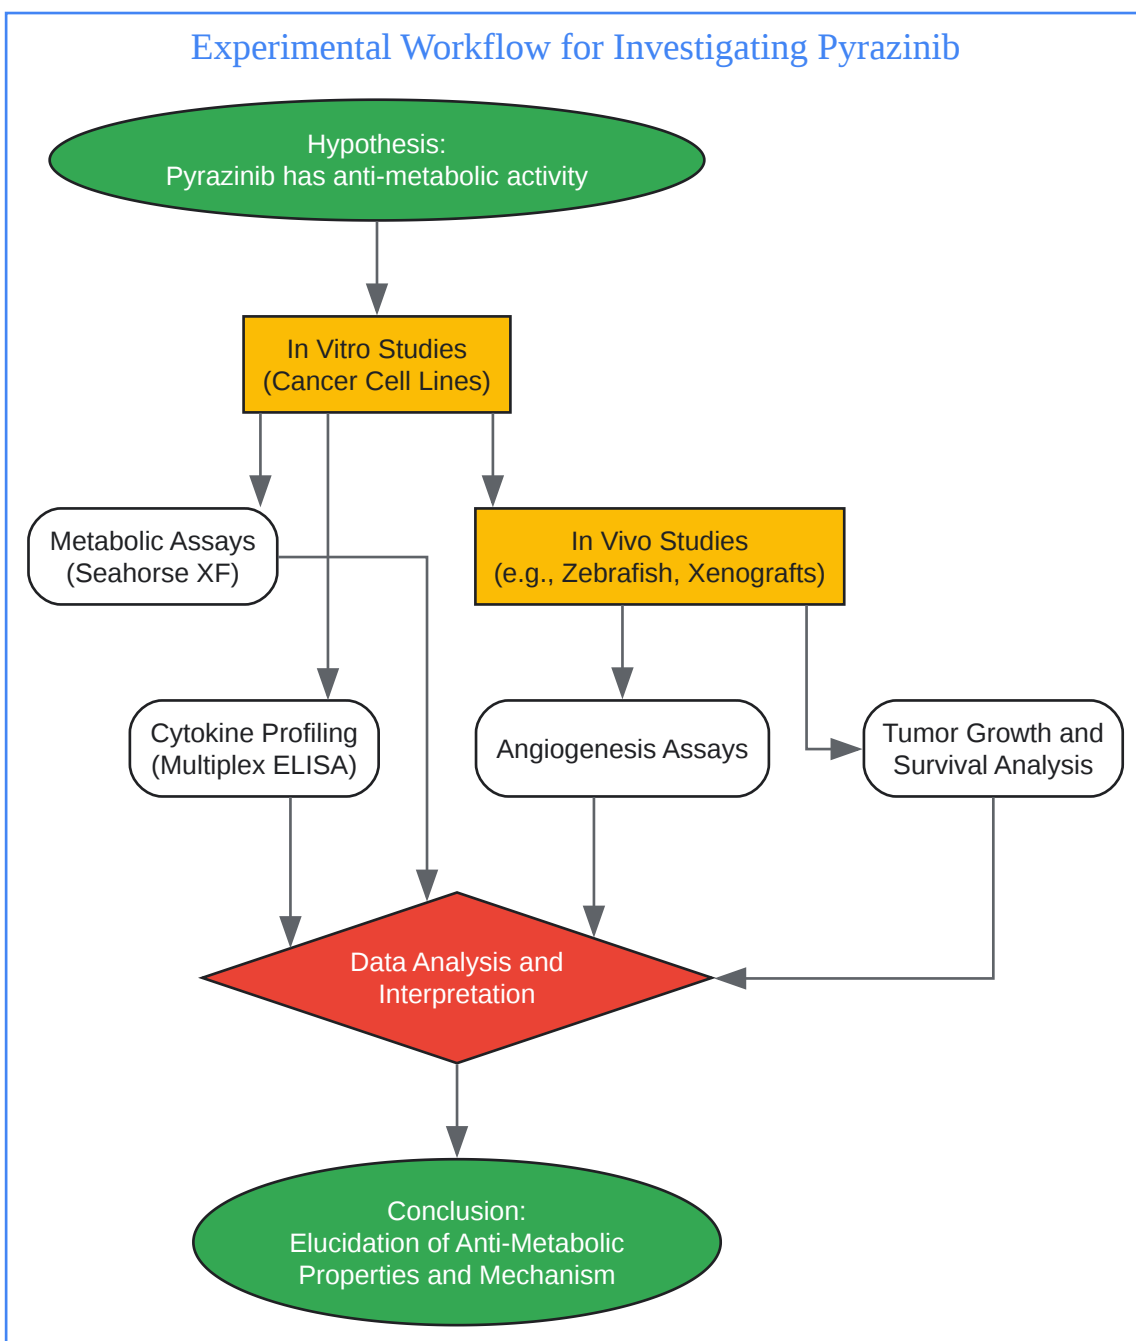 Experimental Workflow for Investigating Pyrazinib
Hypothesis:
Pyrazinib has anti-metabolic activity
In Vitro Studies
(Cancer Cell Lines)
Metabolic Assays
(Seahorse XF)
In Vivo Studies
(e.g., Zebrafish, Xenografts)
Cytokine Profiling
(Multiplex ELISA)
Angiogenesis Assays
Tumor Growth and
Survival Analysis
Data Analysis and
Interpretation
Conclusion:
Elucidation of Anti-Metabolic
Properties and Mechanism